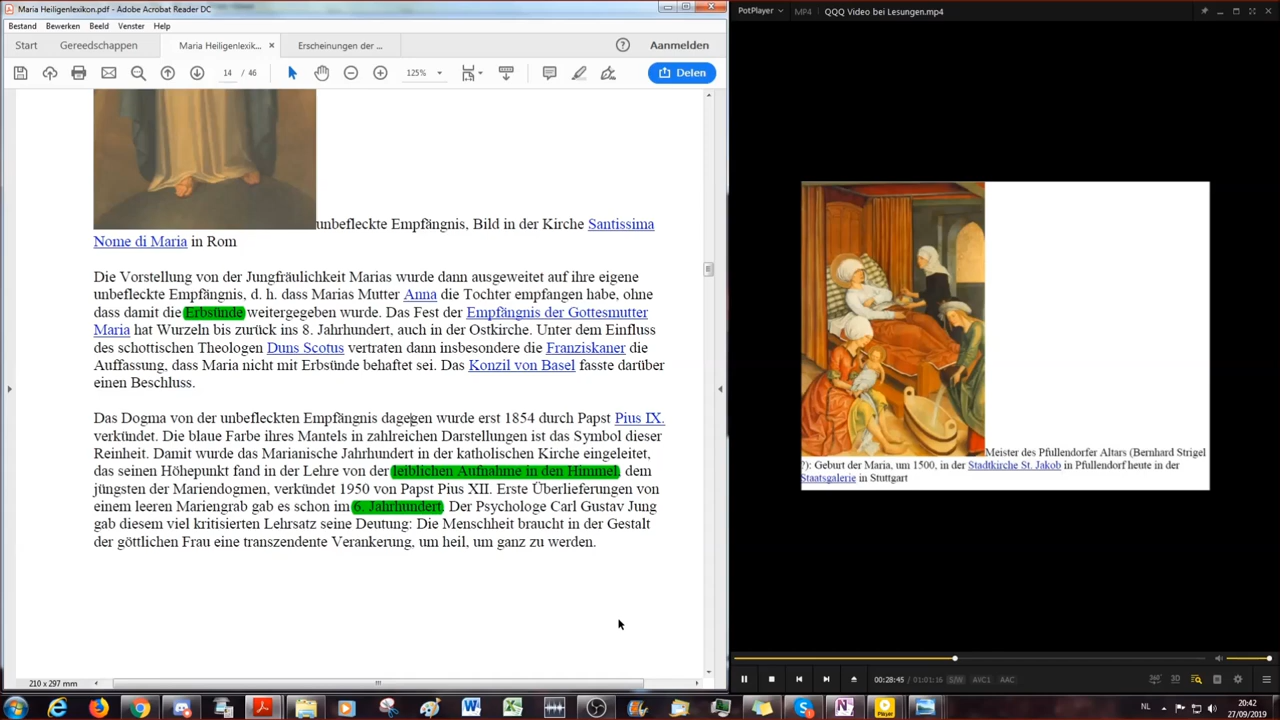 Maria Heiligenlexikon.pdf - Adobe Acrobat Reader DC
Bestand Bewerken Beeld Vensters Help
Start Gereedschappen Maria Heiligenlexik... × Erscheinungen der ... Aanmelden
14 / 46 125% Delen
unbefleckte Empfängnis, Bild in der Kirche Santissima
Nome di Maria in Rom
Die Vorstellung von der Jungfräulichkeit Marias wurde dann ausgeweitet auf ihre eigene
unbefleckte Empfängnis, d. h. dass Marias Mutter Anna die Tochter empfangen habe, ohne
dass damit die Erbsünde weitergegeben wurde. Das Fest der Empfängnis der Gottesmutter
Maria hat Wurzeln bis zurück ins 8. Jahrhundert, auch in der Ostkirche. Unter dem Einfluss
des schottischen Theologen Duns Scotus vertraten dann insbesondere die Franziskaner die
Auffassung, dass Maria nicht mit Erbsünde behaftet sei. Das Konzil von Basel fasste darüber
einen Beschluss.
Das Dogma von der unbefleckten Empfängnis dagegen wurde erst 1854 durch Papst Pius IX.
verkündet. Die blaue Farbe ihres Mantels in zahlreichen Darstellungen ist das Symbol dieser
Reinheit. Damit wurde das Marianische Jahrhundert in der katholischen Kirche eingeleitet,
das seinen Höhepunkt fand in der Lehre von der leiblichen Aufnahme in den Himmel, dem
jüngsten der Mariendogmen, verkündet 1950 von Papst Pius XII. Erste Überlieferungen von
einem leeren Mariengrab gab es schon im 6. Jahrhundert. Der Psychologe Carl Gustav Jung
gab diesem viel kritisierten Lehrsatz seine Deutung: Die Menschheit braucht in der Gestalt
der göttlichen Frau eine transzendente Verankerung, um heil, um ganz zu werden.
210 x 297 mm
PotPlayer MP4 QQQ Video bei Lesungen.mp4
Meister des Pfullendorfer Altars (Bernhard Strigel
?): Geburt der Maria, um 1500, in der Stadtkirche St. Jakob in Pfullendorf heute in der
Staatsgalerie in Stuttgart
00:28:45 / 01:01:16 S/W AVC1 AAC 360° 3D
NL 20:42
27/09/2019